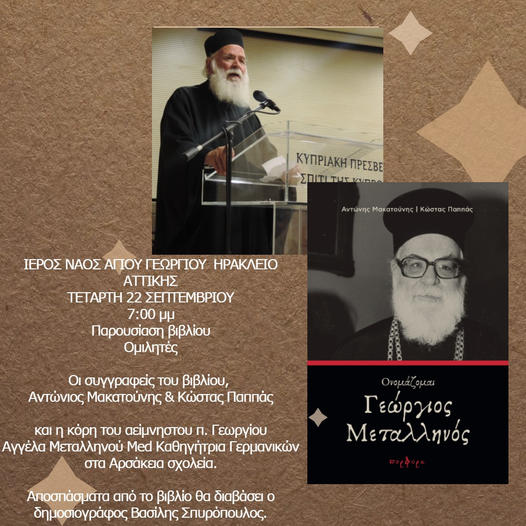 ΚΥΠΡΙΑΚΗ ΠΡΕΣΒΕ
ΣΠΙΤΙ ΤΗΣ ΚΥΠΡΟ
Αντώνης Μακατούνης | Κώστας Παππάς
Ονομάζομαι
Γεώργιος
Μεταλληνός
πορφύρα
ΙΕΡΟΣ ΝΑΟΣ ΑΓΙΟΥ ΓΕΩΡΓΙΟΥ ΗΡΑΚΛΕΙΟ
ΑΤΤΙΚΗΣ
ΤΕΤΑΡΤΗ 22 ΣΕΠΤΕΜΒΡΙΟΥ
7:00 μμ
Παρουσίαση βιβλίου
Ομιλητές
Οι συγγραφείς του βιβλίου,
Αντώνιος Μακατούνης & Κώστας Παππάς
και η κόρη του αείμνηστου π. Γεωργίου
Αγγέλα Μεταλληνού Med Καθηγήτρια Γερμανικών
στα Αρσάκεια σχολεία.
Αποσπάσματα από το βιβλίο θα διαβάσει ο
δημοσιογράφος Βασίλης Σπυρόπουλος.